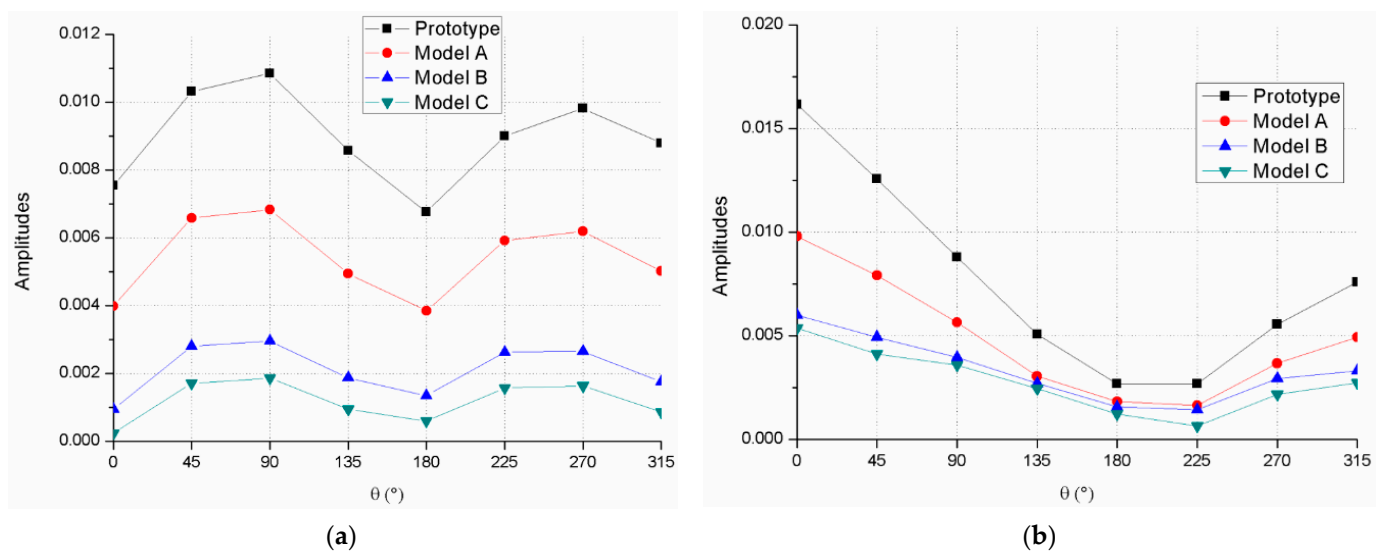 Prototype
Model A
Model B
Model C
0.012
0.010
0.008
0.006
0.004
0.002
0.000
Amplitudes
0 45 90 135 180 225 270 315
θ (°)
(a)
Prototype
Model A
Model B
Model C
0.020
0.015
0.010
0.005
0.000
Amplitudes
0 45 90 135 180 225 270 315
θ (°)
(b)